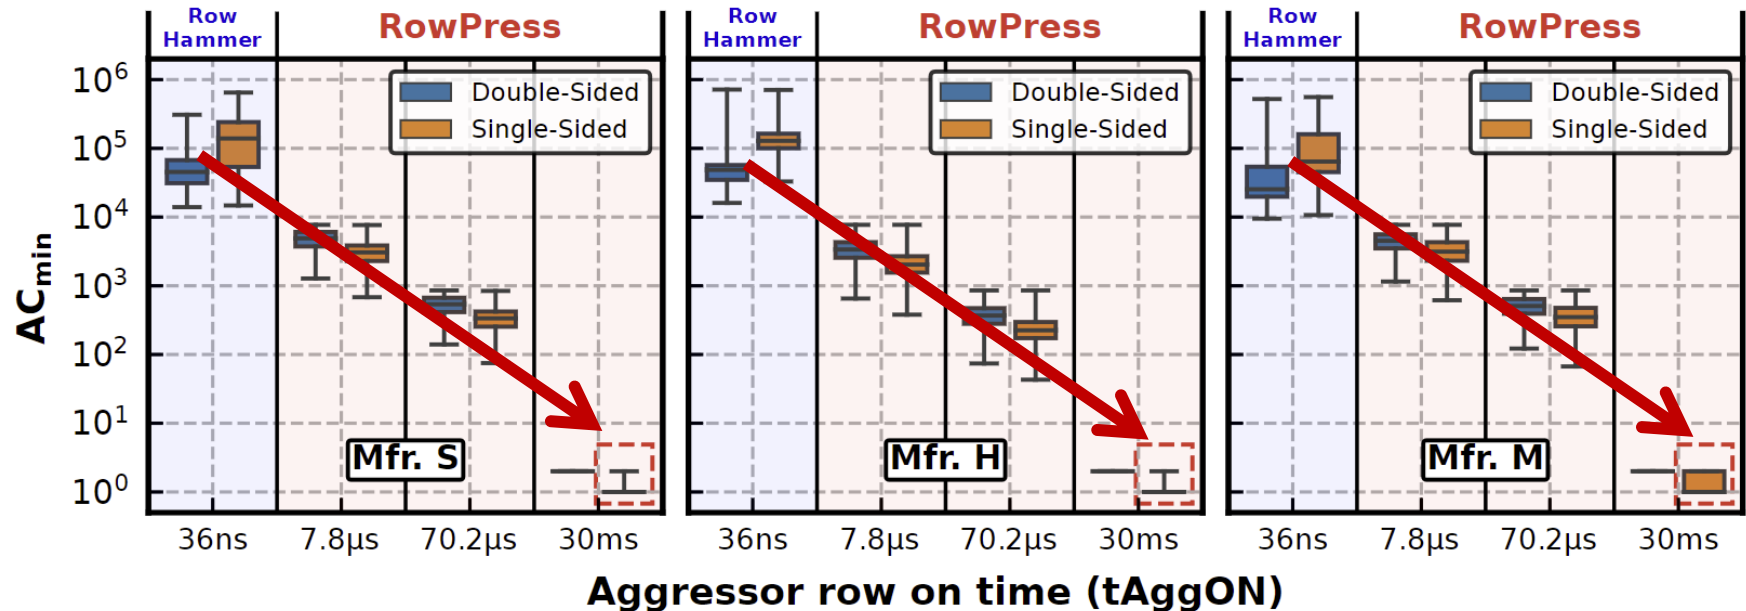 Row
Hammer
RowPress
Row
Hammer
RowPress
Row
Hammer
RowPress
ACmin
10⁶
10⁵
10⁴
10³
10²
10¹
10⁰
Double-Sided
Single-Sided
Mfr. S
Double-Sided
Single-Sided
Mfr. H
Double-Sided
Single-Sided
Mfr. M
36ns 7.8μs 70.2μs 30ms
36ns 7.8μs 70.2μs 30ms
36ns 7.8μs 70.2μs 30ms
Aggressor row on time (tAggON)